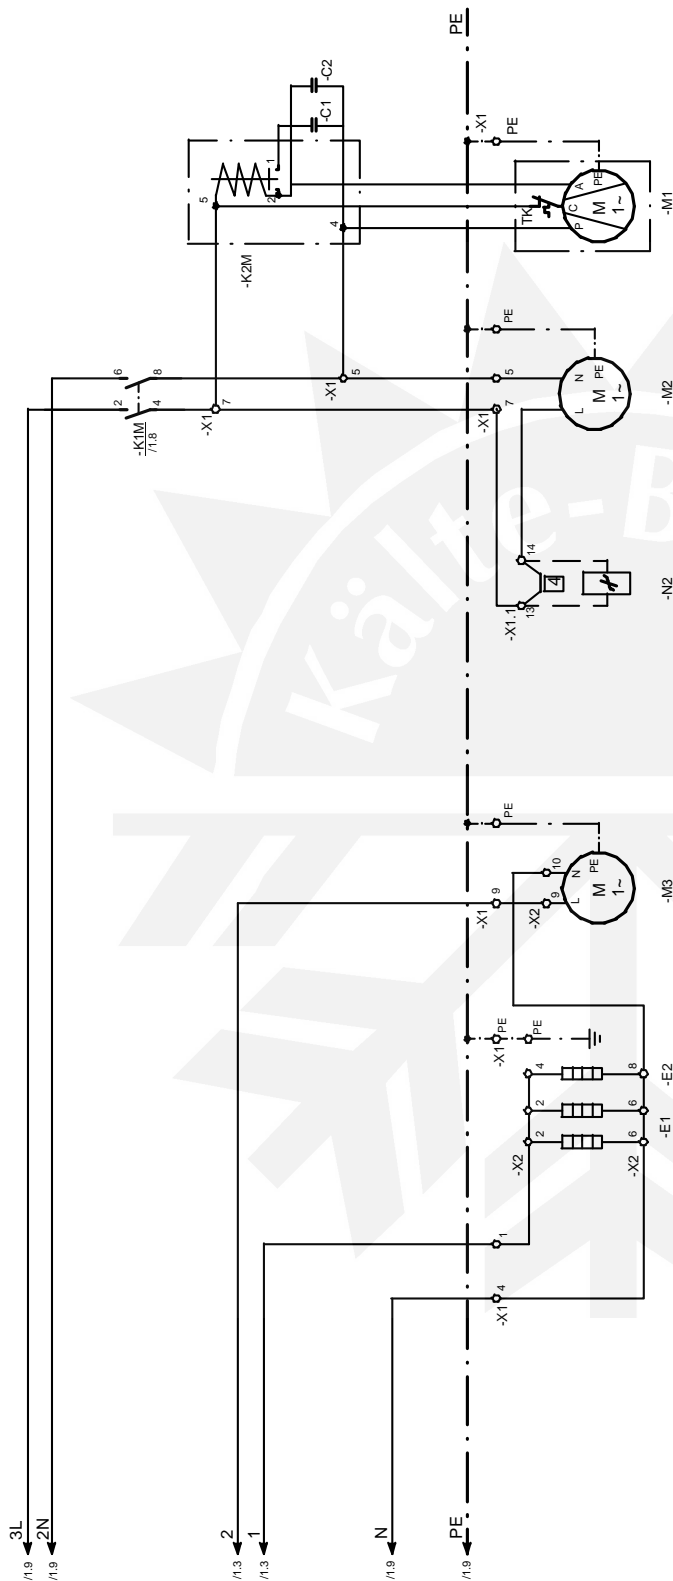 PE
-C2
-C1
-X1
PE
1
2
5
4
-K2M
A
PE
C
P
M
1~
TK
-M1
6
8
2
4
-K1M
/1.8
-X1
7
-X1
5
PE
5
-X1
7
N
PE
L
M
1~
-M2
14
4
13
-X1.1
-N2
Kälte-B
PE
10
9
-X1
9
-X2
N
PE
L
M
1~
-M3
PE
-X1
PE
4
2
2
-X2
8
6
6
-X2
-E2
-E1
1
4
-X1
3L
/1.9
2N
/1.9
2
/1.3
1
/1.3
N
/1.9
PE
/1.9